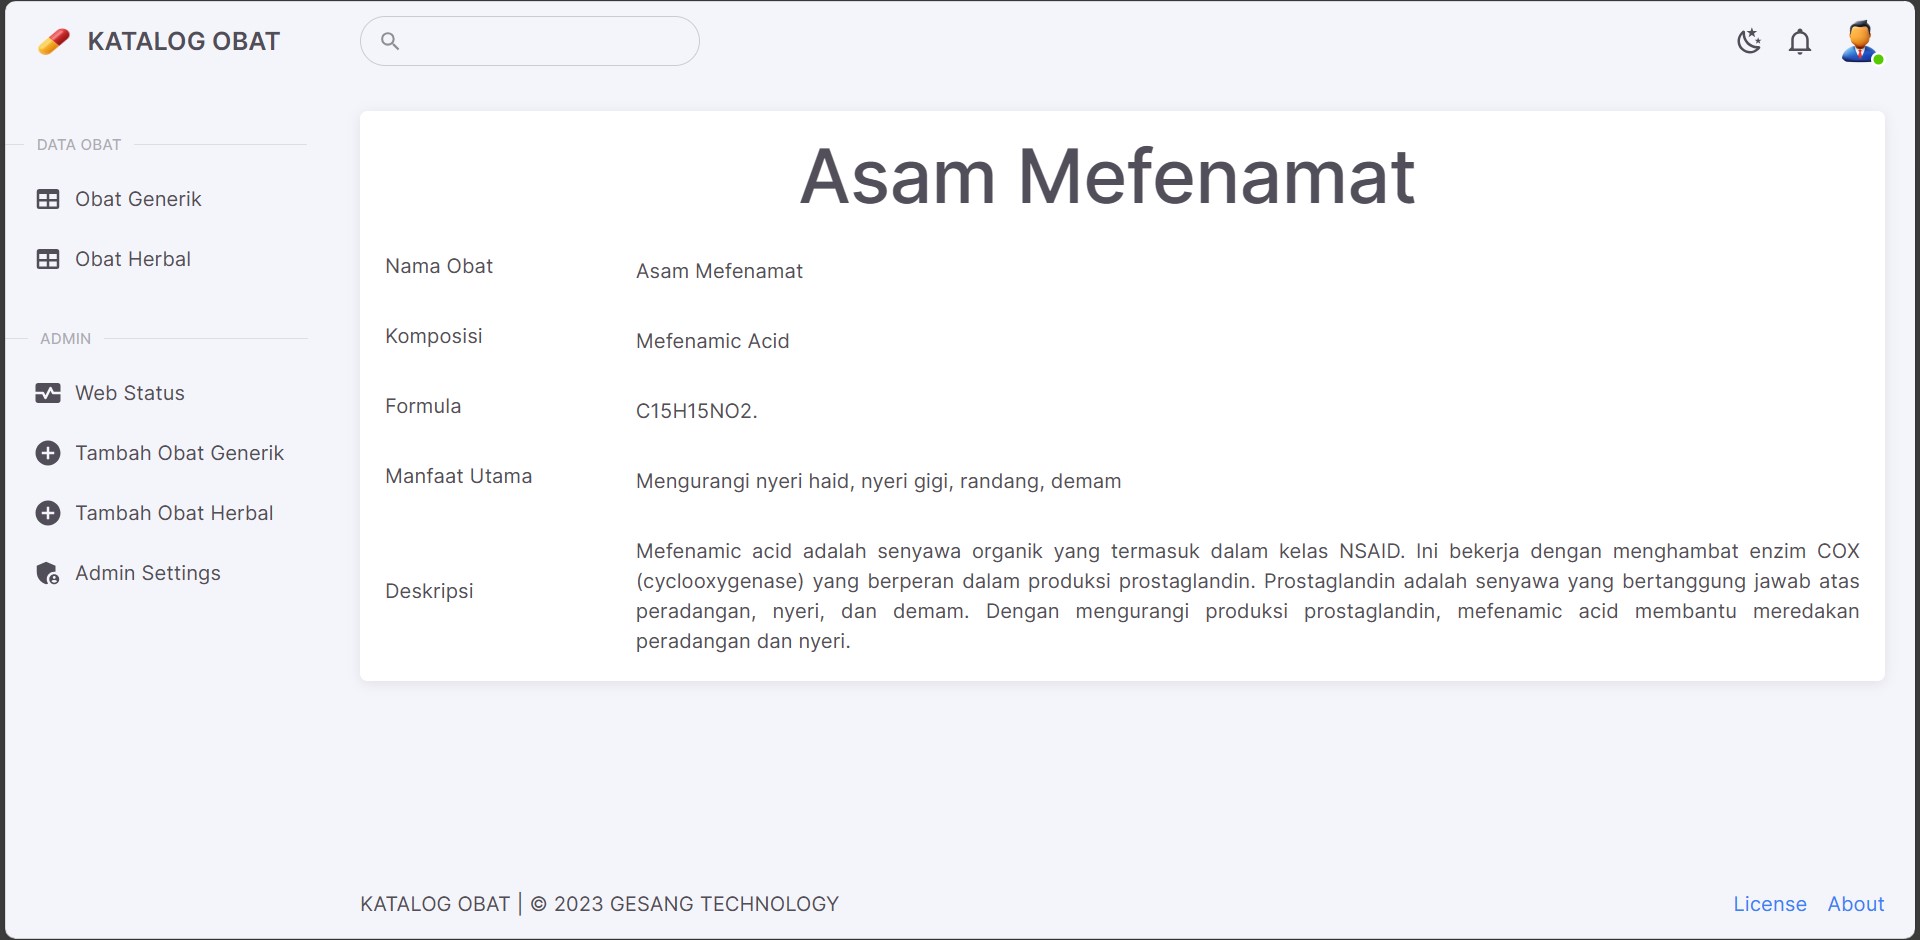 KATALOG OBAT
DATA OBAT
Obat Generik
Obat Herbal
ADMIN
Web Status
Tambah Obat Generik
Tambah Obat Herbal
Admin Settings
Asam Mefenamat
Nama Obat Asam Mefenamat
Komposisi Mefenamic Acid
Formula C15H15NO2.
Manfaat Utama Mengurangi nyeri haid, nyeri gigi, randang, demam
Deskripsi
Mefenamic acid adalah senyawa organik yang termasuk dalam kelas NSAID. Ini bekerja dengan menghambat enzim COX
(cyclooxygenase) yang berperan dalam produksi prostaglandin. Prostaglandin adalah senyawa yang bertanggung jawab atas
peradangan, nyeri, dan demam. Dengan mengurangi produksi prostaglandin, mefenamic acid membantu meredakan
peradangan dan nyeri.
KATALOG OBAT | © 2023 GESANG TECHNOLOGY
License About